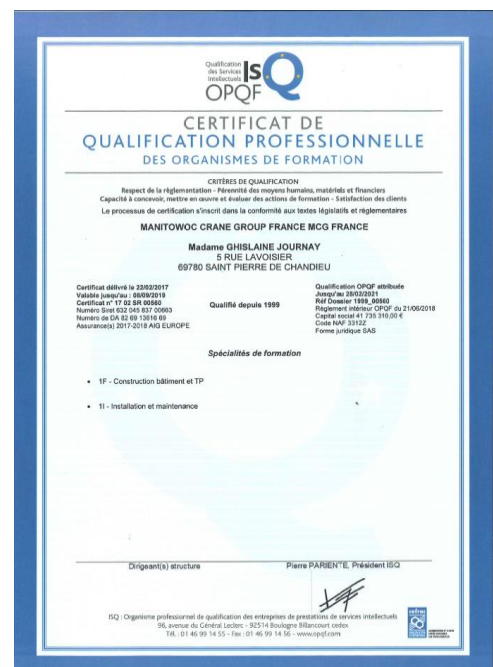 Qualification
des Services
Intellectuels
ISQ
OPQF
CERTIFICAT DE
QUALIFICATION PROFESSIONNELLE
DES ORGANISMES DE FORMATION
CRITÈRES DE QUALIFICATION
Respect de la réglementation - Pérennité des moyens humains, matériels et financiers
Capacité à concevoir, mettre en œuvre et évaluer des actions de formation - Satisfaction des clients
Le processus de certification s'inscrit dans la conformité aux textes législatifs et réglementaires
MANITOWOC CRANE GROUP FRANCE MCG FRANCE
Madame GHISLAINE JOURNAY
5 RUE LAVOISIER
69780 SAINT PIERRE DE CHANDIEU
Certificat délivré le 22/02/2017
Valable jusqu'au : 08/09/2019
Certificat n° 17 02 SR 00560
Numéro Siret 632 045 837 00603
Numéro de DA 82 69 13616 69
Assurance(s) 2017-2018 AIG EUROPE
Qualifié depuis 1999
Qualification OPQF attribuée
Jusqu'au 28/02/2021
Réf Dossier 1999_00560
Règlement intérieur OPQF du 21/06/2018
Capital social 41 735 310,00 €
Code NAF 3312Z
Forme juridique SAS
Spécialités de formation
• 1F - Construction bâtiment et TP
• 1I - Installation et maintenance
Dirigeant(s) structure
Pierre PARIENTE, Président ISQ
ISQ : Organisme professionnel de qualification des entreprises de prestations de services intellectuels
96, avenue du Général Leclerc - 92514 Boulogne Billancourt cedex
Tél. : 01 46 99 14 55 - Fax : 01 46 99 14 56 - www.opqf.com